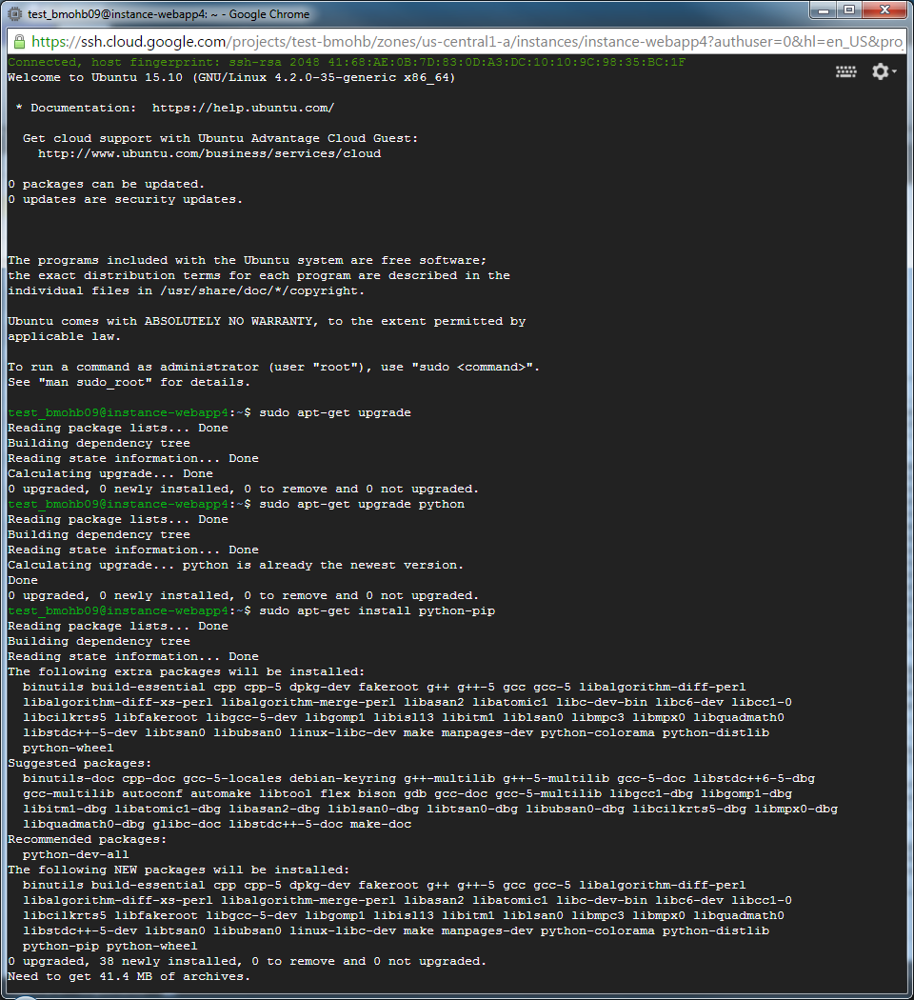 test_bmohb09@instance-webapp4: ~ - Google Chrome
https://ssh.cloud.google.com/projects/test-bmohb/zones/us-central1-a/instances/instance-webapp4?authuser=0&hl=en_US&pro
Connected, host fingerprint: ssh-rsa 2048 41:68:AE:0B:7D:83:0D:A3:DC:10:10:9C:98:35:BC:1F
Welcome to Ubuntu 15.10 (GNU/Linux 4.2.0-35-generic x86_64)
* Documentation:  https://help.ubuntu.com/
Get cloud support with Ubuntu Advantage Cloud Guest:
http://www.ubuntu.com/business/services/cloud
0 packages can be updated.
0 updates are security updates.
The programs included with the Ubuntu system are free software;
the exact distribution terms for each program are described in the
individual files in /usr/share/doc/*/copyright.
Ubuntu comes with ABSOLUTELY NO WARRANTY, to the extent permitted by
applicable law.
To run a command as administrator (user "root"), use "sudo <command>".
See "man sudo_root" for details.
test_bmohb09@instance-webapp4:~$ sudo apt-get upgrade
Reading package lists... Done
Building dependency tree
Reading state information... Done
Calculating upgrade... Done
0 upgraded, 0 newly installed, 0 to remove and 0 not upgraded.
test_bmohb09@instance-webapp4:~$ sudo apt-get upgrade python
Reading package lists... Done
Building dependency tree
Reading state information... Done
Calculating upgrade... python is already the newest version.
Done
0 upgraded, 0 newly installed, 0 to remove and 0 not upgraded.
test_bmohb09@instance-webapp4:~$ sudo apt-get install python-pip
Reading package lists... Done
Building dependency tree
Reading state information... Done
The following extra packages will be installed:
binutils build-essential cpp cpp-5 dpkg-dev fakeroot g++ g++-5 gcc gcc-5 libalgorithm-diff-perl
libalgorithm-diff-xs-perl libalgorithm-merge-perl libasan2 libatomic1 libc-dev-bin libc6-dev libcc1-0
libcilkrts5 libfakeroot libgcc-5-dev libgomp1 libisl13 libitm1 liblsan0 libmpc3 libmpx0 libquadmath0
libstdc++-5-dev libtsan0 libubsan0 linux-libc-dev make manpages-dev python-colorama python-distlib
python-wheel
Suggested packages:
binutils-doc cpp-doc gcc-5-locales debian-keyring g++-multilib g++-5-multilib gcc-5-doc libstdc++6-5-dbg
gcc-multilib autoconf automake libtool flex bison gdb gcc-doc gcc-5-multilib libgcc1-dbg libgomp1-dbg
libitm1-dbg libatomic1-dbg libasan2-dbg liblsan0-dbg libtsan0-dbg libubsan0-dbg libcilkrts5-dbg libmpx0-dbg
libquadmath0-dbg glibc-doc libstdc++-5-doc make-doc
Recommended packages:
python-dev-all
The following NEW packages will be installed:
binutils build-essential cpp cpp-5 dpkg-dev fakeroot g++ g++-5 gcc gcc-5 libalgorithm-diff-perl
libalgorithm-diff-xs-perl libalgorithm-merge-perl libasan2 libatomic1 libc-dev-bin libc6-dev libcc1-0
libcilkrts5 libfakeroot libgcc-5-dev libgomp1 libisl13 libitm1 liblsan0 libmpc3 libmpx0 libquadmath0
libstdc++-5-dev libtsan0 libubsan0 linux-libc-dev make manpages-dev python-colorama python-distlib
python-pip python-wheel
0 upgraded, 38 newly installed, 0 to remove and 0 not upgraded.
Need to get 41.4 MB of archives.